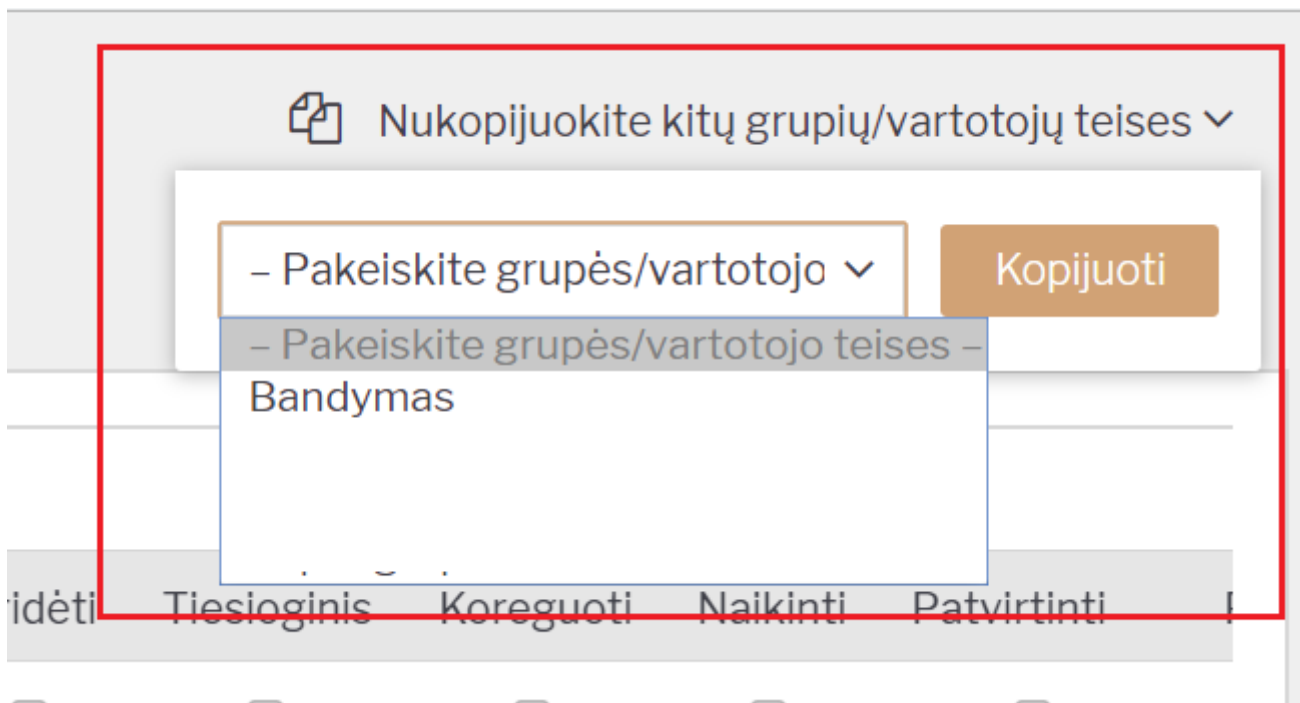 Nukopijuokite kitų grupių/vartotojų teises
– Pakeiskite grupės/vartotojo
Kopijuoti
– Pakeiskite grupės/vartotojo teises –
Bandymas
Tiesioginis Koreguoti Naikinti Patvirtinti